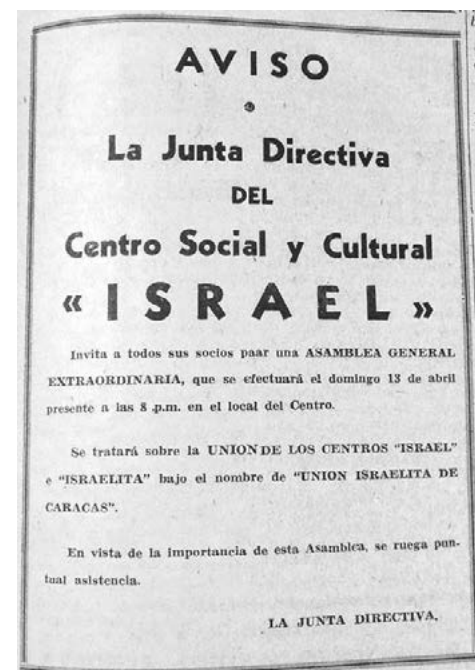 AVISO
La Junta Directiva
DEL
Centro Social y Cultural
« ISRAEL »
Invita a todos sus socios paar una ASAMBLEA GENERAL
EXTRAORDINARIA, que se efectuará el domingo 13 de abril
presente a las 8 .p.m. en el local del Centro.
Se tratará sobre la UNION DE LOS CENTROS "ISRAEL"
e "ISRAELITA" bajo el nombre de "UNION ISRAELITA DE
CARACAS".
En vista de la importancia de esta Asamblea, se ruega pun-
tual asistencia.
LA JUNTA DIRECTIVA.